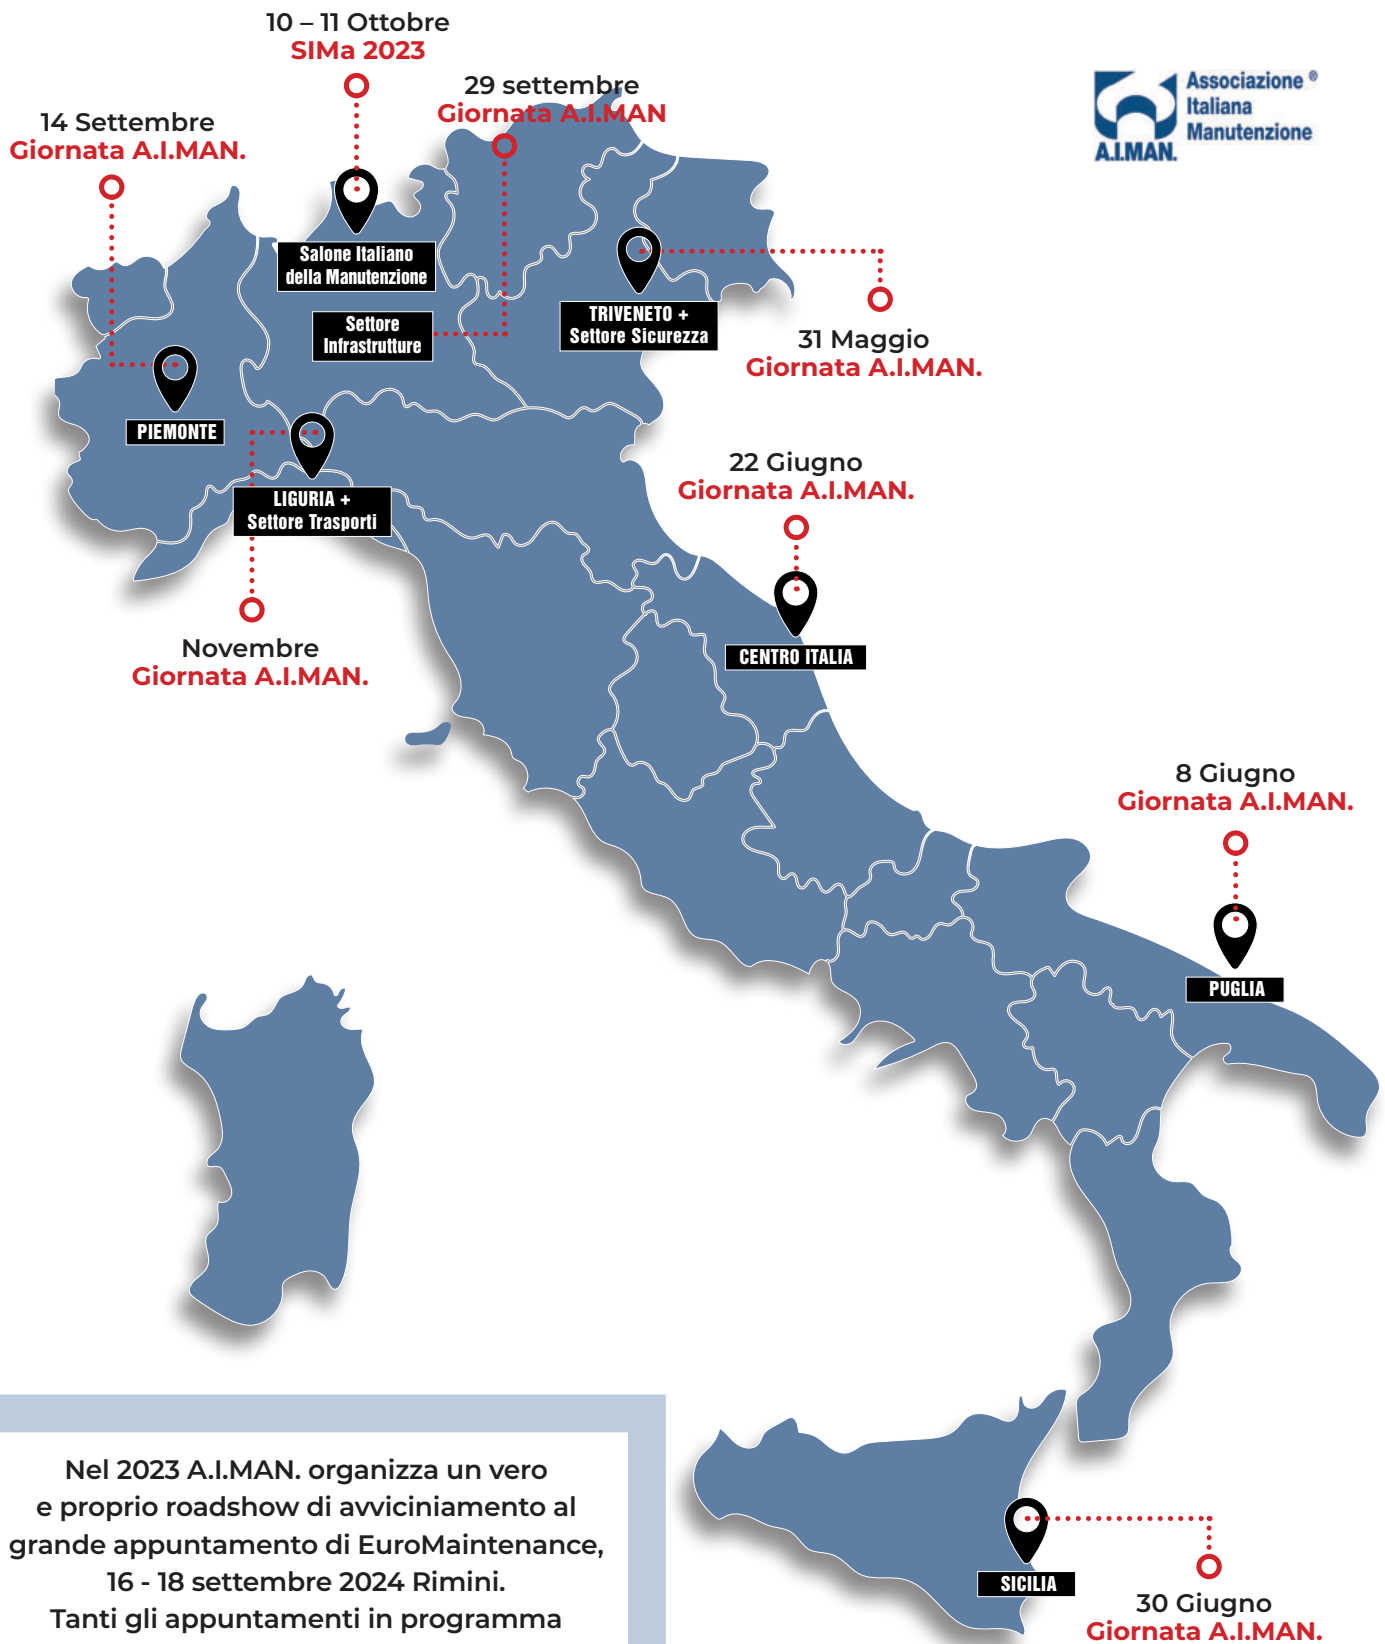 10 – 11 Ottobre
SIMa 2023
29 settembre
Giornata A.I.MAN
14 Settembre
Giornata A.I.MAN.
Associazione ®
Italiana
Manutenzione
A.I.MAN.
Salone Italiano
della Manutenzione
Settore
Infrastrutture
TRIVENETO +
Settore Sicurezza
31 Maggio
Giornata A.I.MAN.
PIEMONTE
LIGURIA +
Settore Trasporti
22 Giugno
Giornata A.I.MAN.
Novembre
Giornata A.I.MAN.
CENTRO ITALIA
8 Giugno
Giornata A.I.MAN.
PUGLIA
Nel 2023 A.I.MAN. organizza un vero
e proprio roadshow di avviciniamento al
grande appuntamento di EuroMaintenance,
16 - 18 settembre 2024 Rimini.
Tanti gli appuntamenti in programma
SICILIA
30 Giugno
Giornata A.I.MAN.